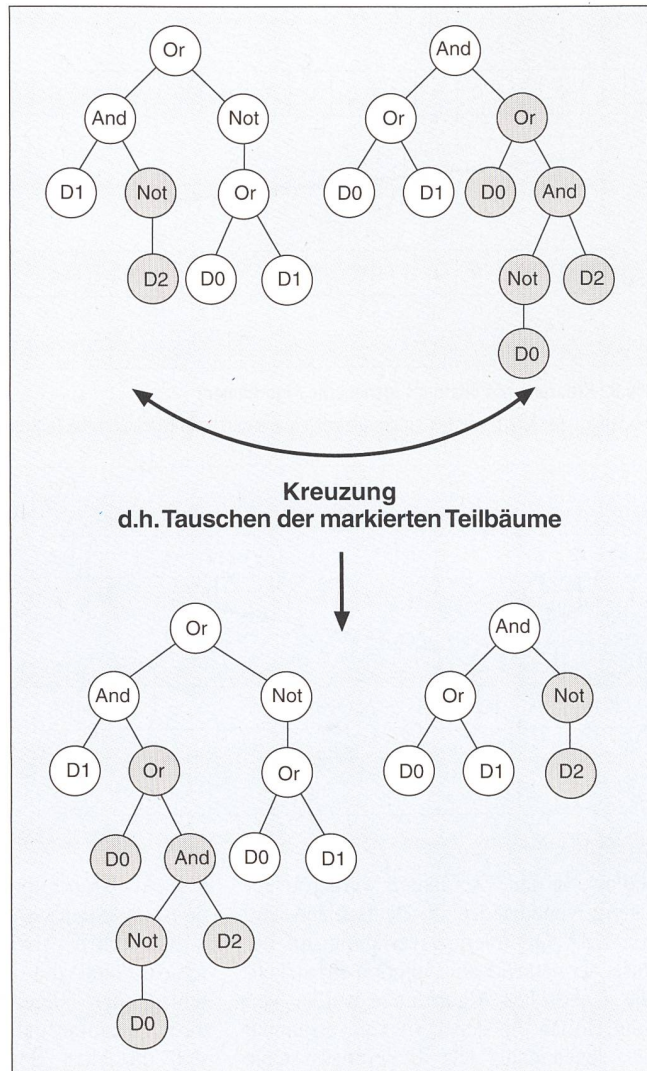 Or And
And Not Or Or
D1 Not Or D0 D1 D0 And
D2 D0 D1 Not D2
D0
Kreuzung
d.h. Tauschen der markierten Teilbäume
Or And
And Not Or Not
D1 Or Or D0 D1 D2
D0 And D0 D1
Not D2
D0